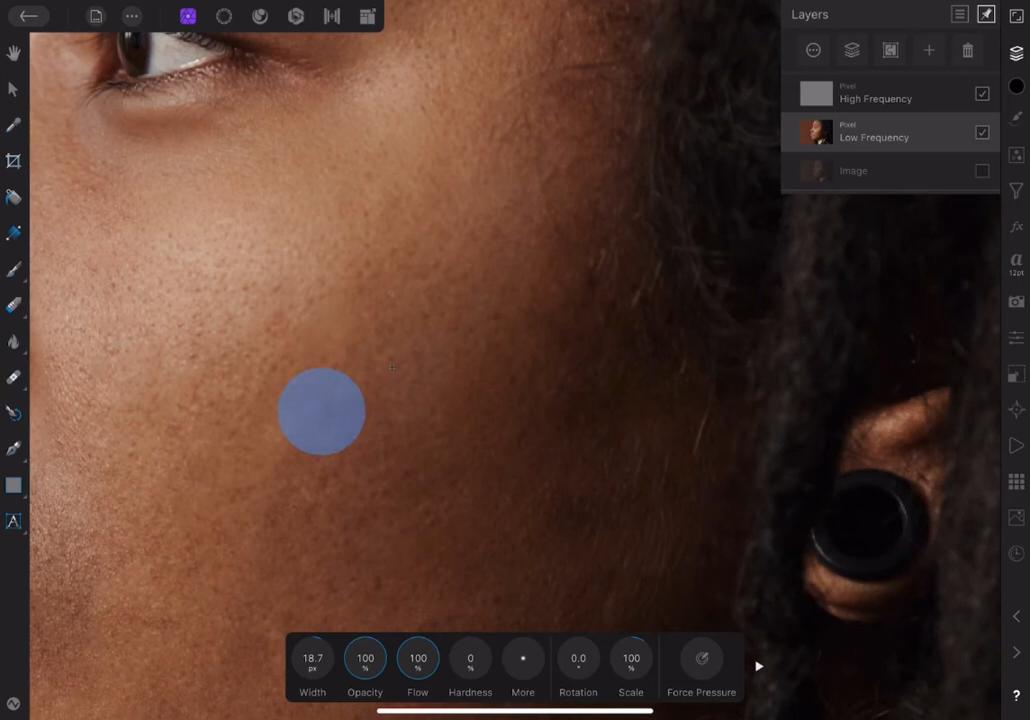 Layers
Pixel
High Frequency
Pixel
Low Frequency
Image
a
12pt
A
18.7
px
100
%
100
%
0
%
0.0
°
100
%
Width
Opacity
Flow
Hardness
More
Rotation
Scale
Force Pressure
?